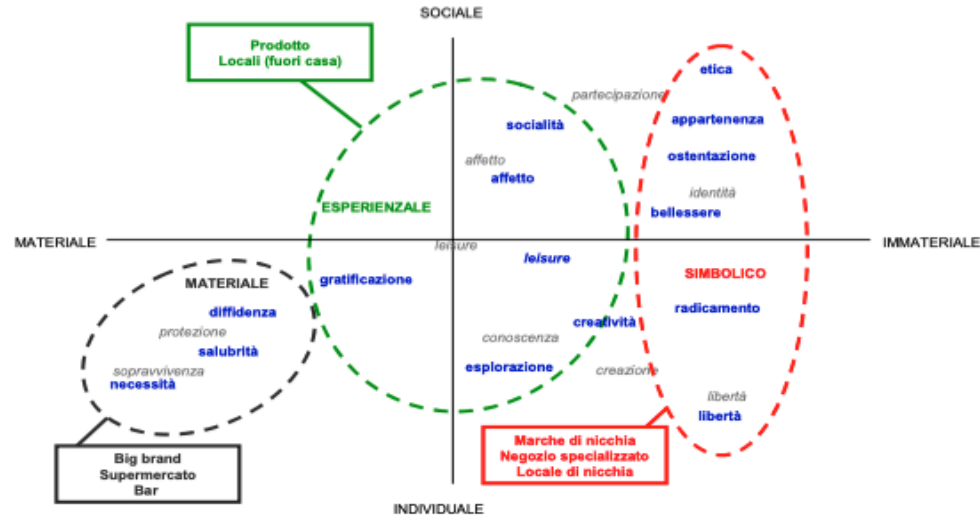 SOCIALE
Prodotto
Locali (fuori casa)
etica
partecipazione
appartenenza
socialità
ostentazione
affetto
affetto
identità
ESPERIENZALE
bellessere
MATERIALE
leisure
IMMATERIALE
leisure
SIMBOLICO
gratificazione
MATERIALE
diffidenza
radicamento
creatività
protezione
conoscenza
salubrità
esplorazione
creazione
sopravvivenza
necessità
libertà
libertà
Marche di nicchia
Negozio specializzato
Locale di nicchia
Big brand
Supermercato
Bar
INDIVIDUALE